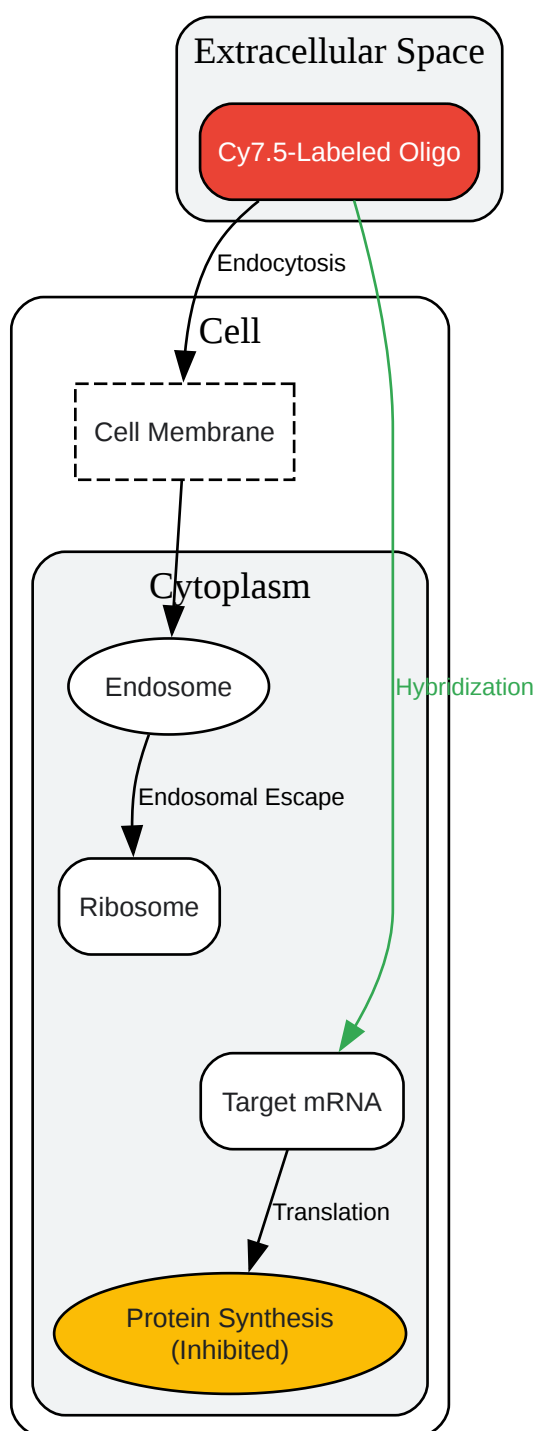 Extracellular Space
Cy7.5-Labeled Oligo
Endocytosis
Cell
Cell Membrane
Cytoplasm
Endosome
Hybridization
Endosomal Escape
Ribosome
Target mRNA
Translation
Protein Synthesis
(Inhibited)